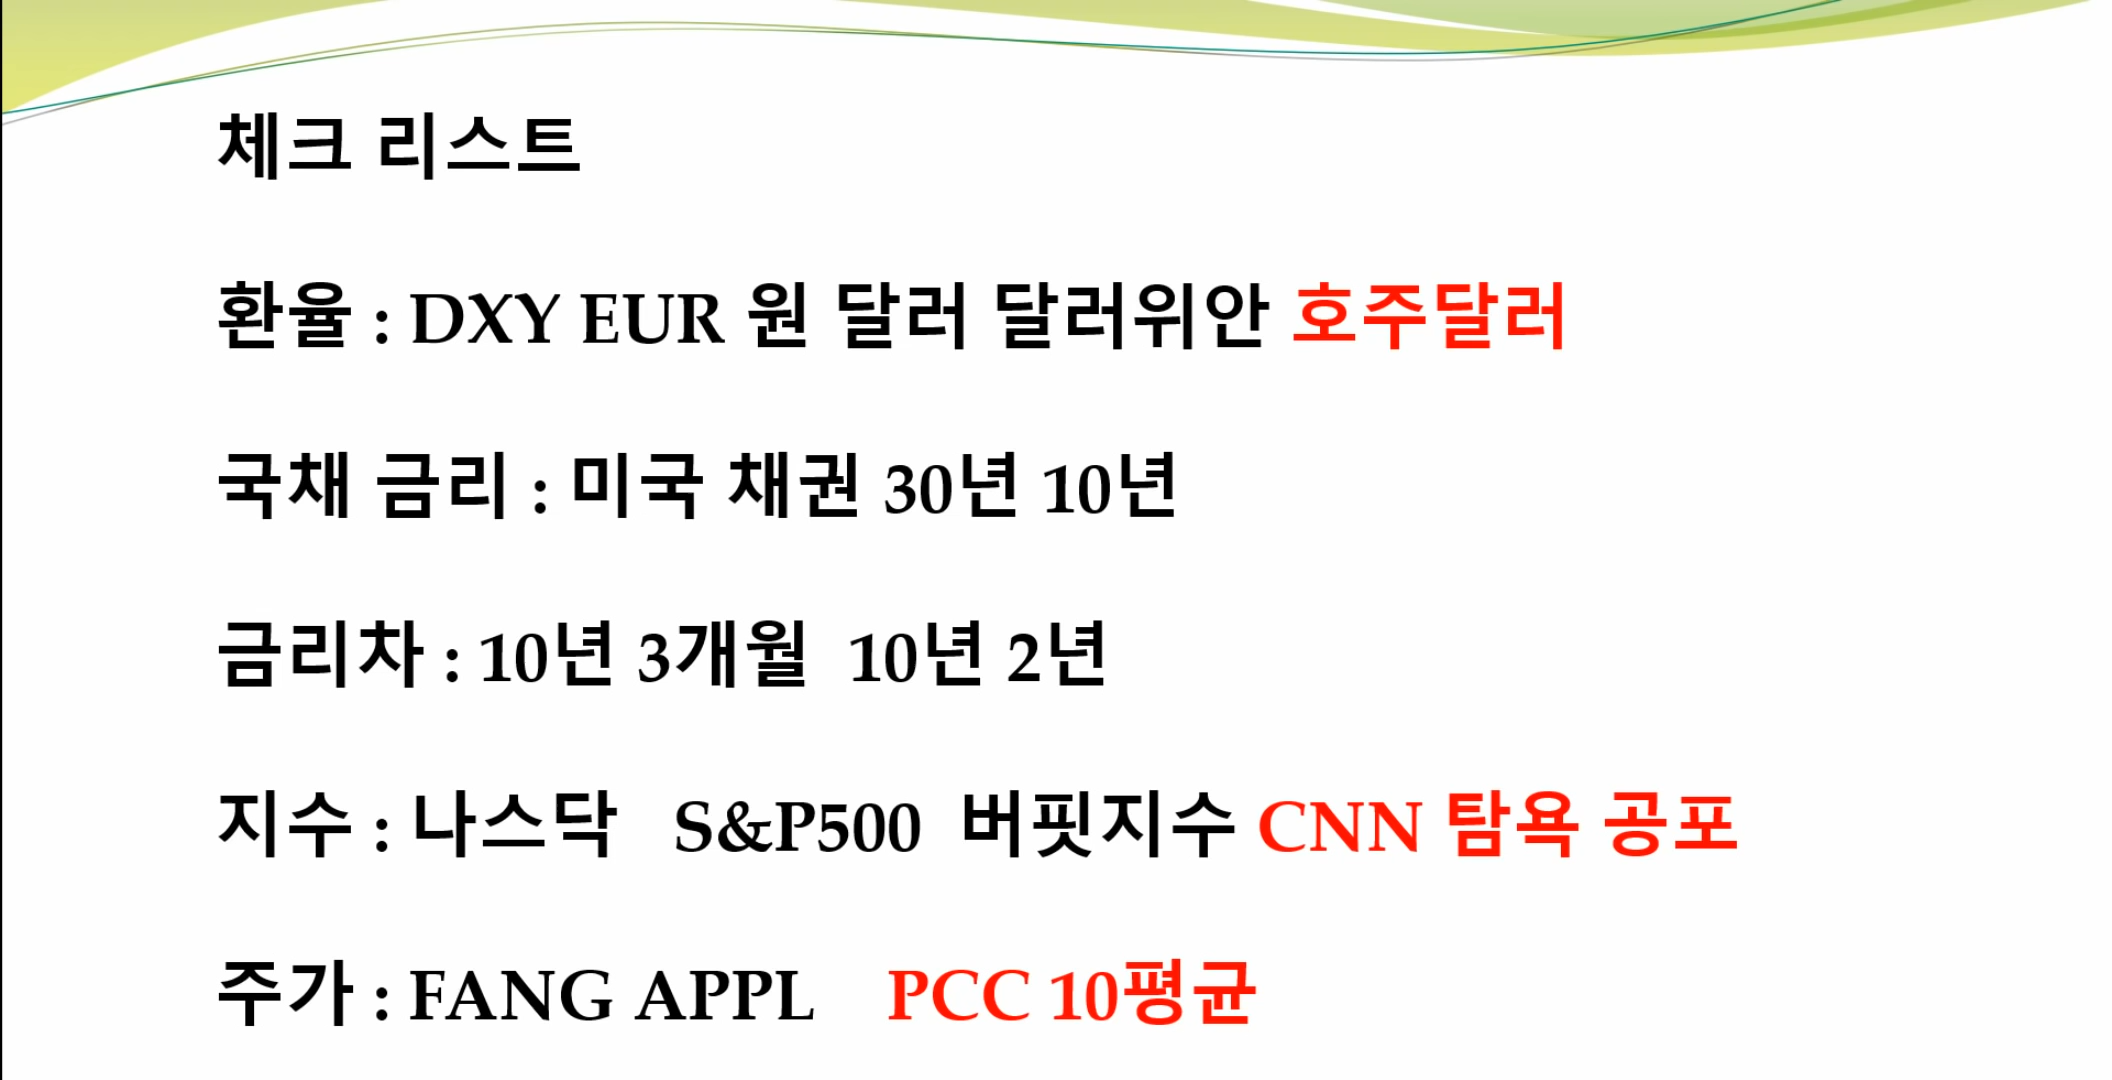 체크 리스트
환율 : DXY EUR 원 달러 달러위안 호주달러
국채 금리 : 미국 채권 30년 10년
금리차 : 10년 3개월 10년 2년
지수 : 나스닥 S&P500 버핏지수 CNN 탐욕 공포
주가 : FANG APPL PCC 10평균